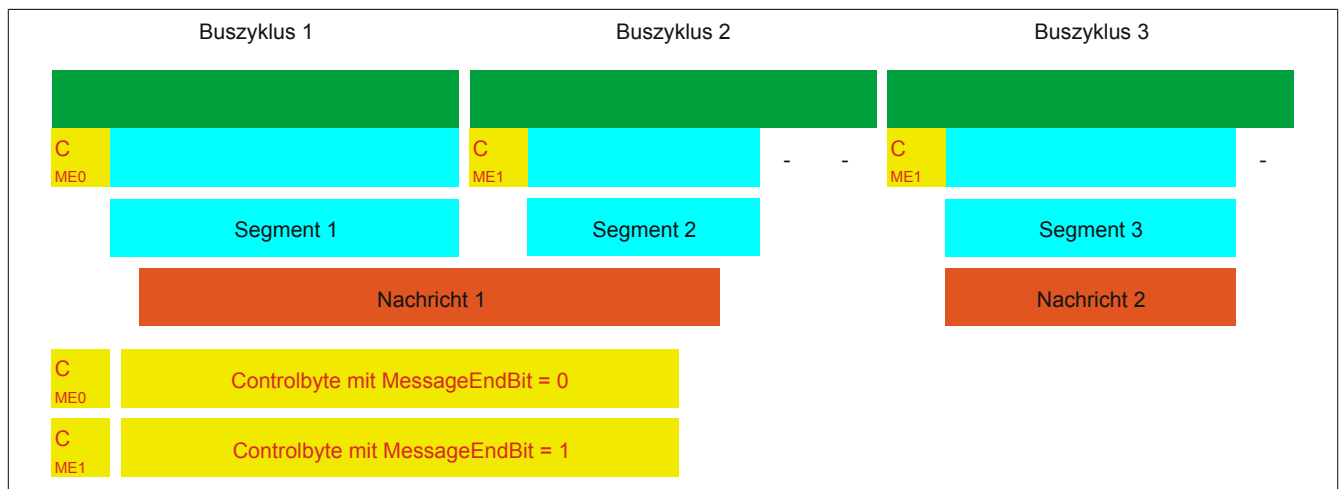 Buszyklus 1 Buszyklus 2 Buszyklus 3
C C - - C -
ME0 ME1 ME1
Segment 1 Segment 2 Segment 3
Nachricht 1 Nachricht 2
C
ME0
Controlbyte mit MessageEndBit = 0
C
ME1
Controlbyte mit MessageEndBit = 1